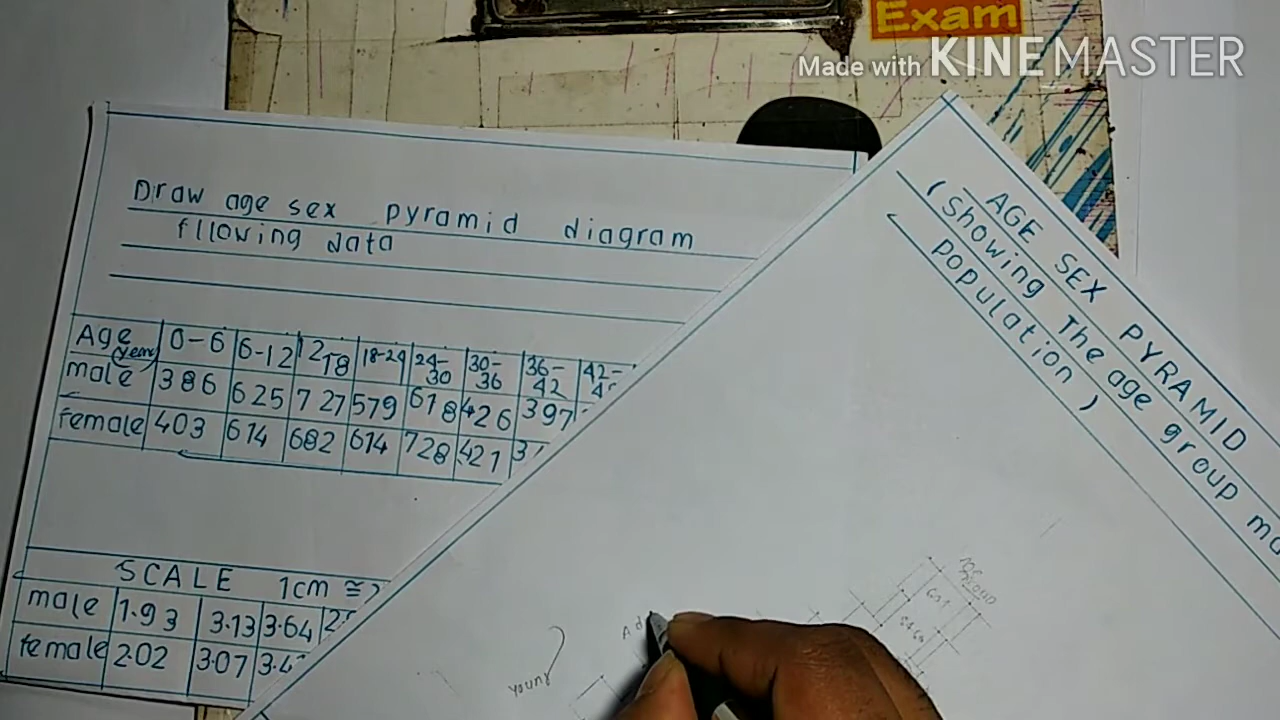 Exam
Made with KINEMASTER
Draw age sex pyramid diagram
fllowing data
Age (year) 0-6 6-12 12-18 18-24 24-30 30-36 36-42 42-
male 386 625 727 579 618 426 397
female 403 614 682 614 728 421
SCALE 1cm ≅
male 1.93 3.13 3.64
female 2.02 3.07
AGE SEX PYRAMID
(Showing The age group
population)
young